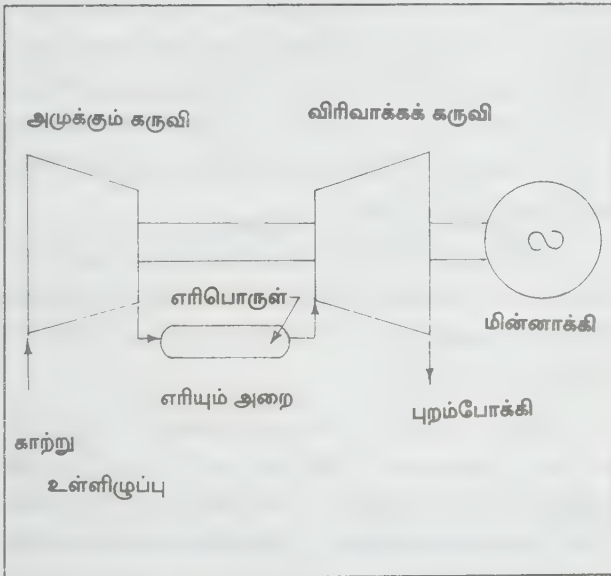 அமுக்கும் கருவி
விரிவாக்கக் கருவி
எரிபொருள்
மின்னாக்கி
எரியும் அறை
புறம்போக்கி
காற்று
உள்ளிழுப்பு